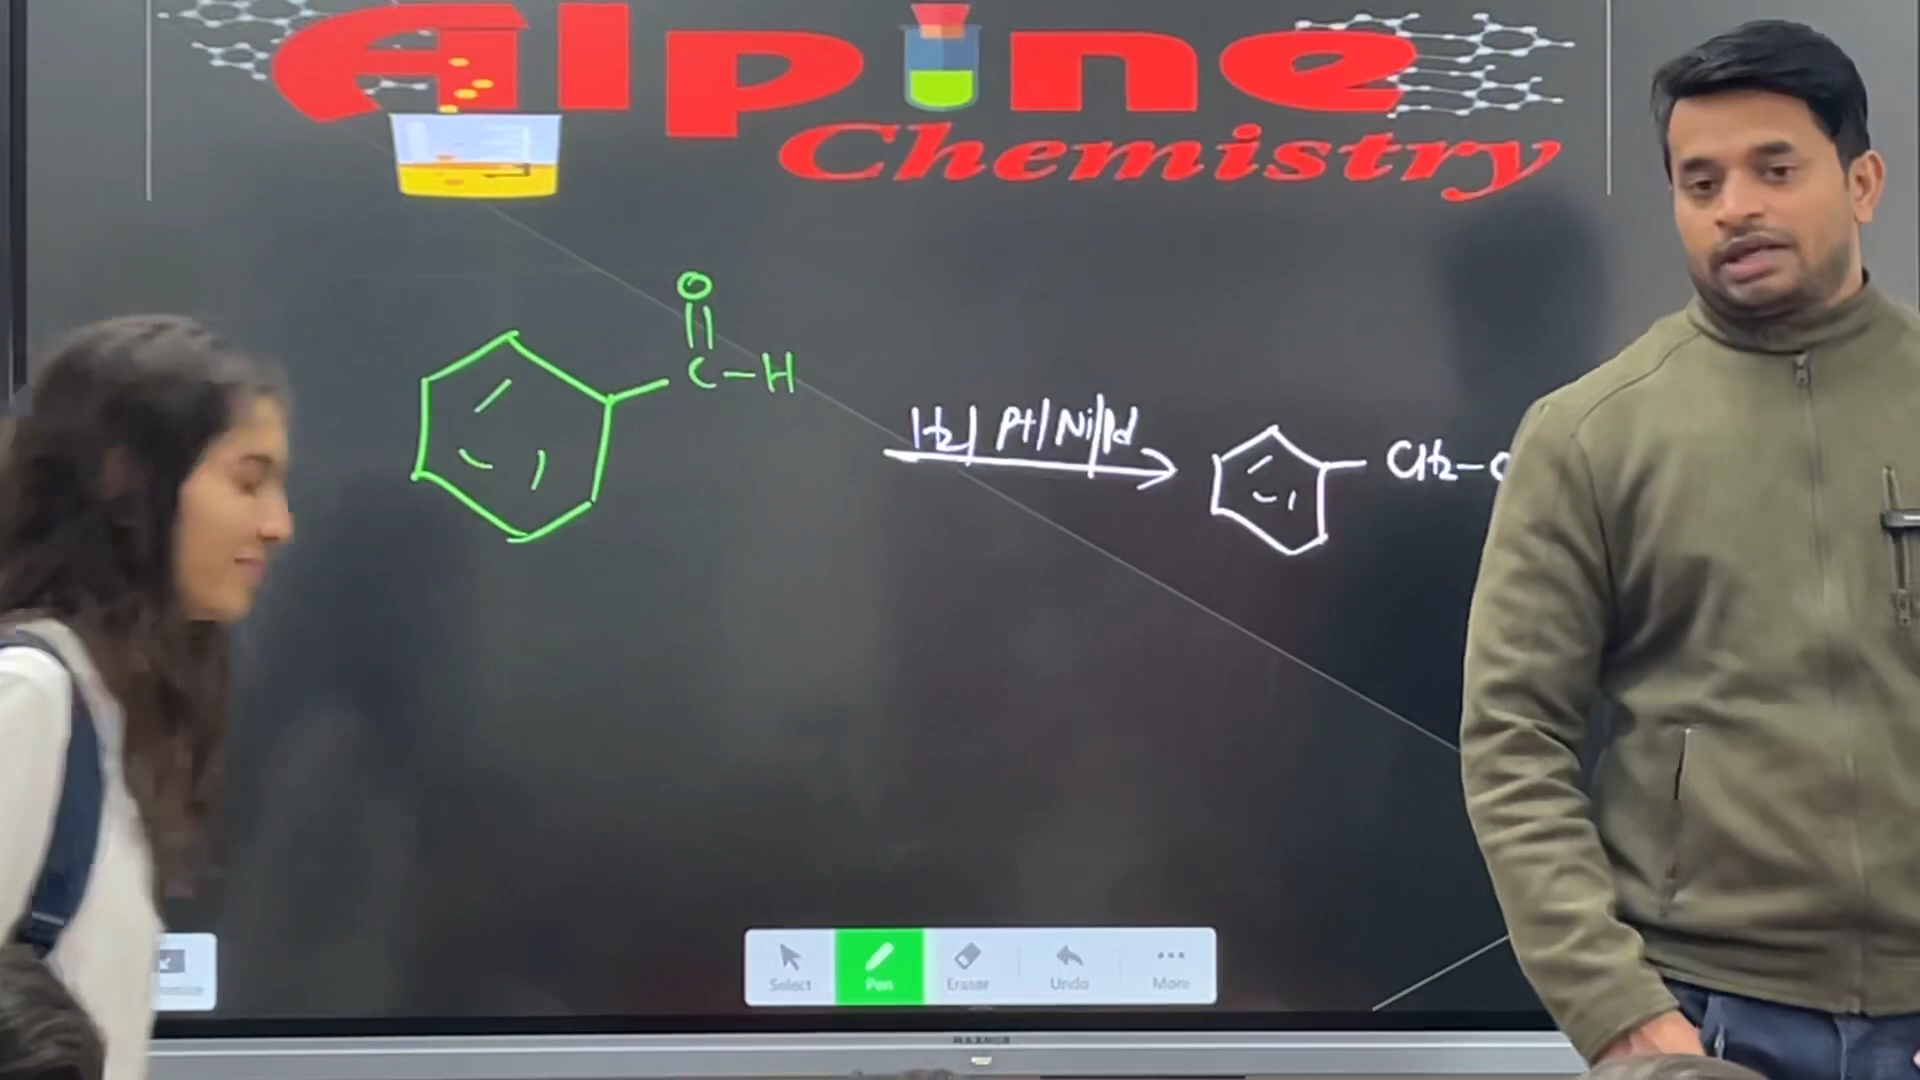 Alpine
Chemistry
O
C-H
H2/ Pt/Ni/Pd
CH2-
Select
Pen
Eraser
Undo
More